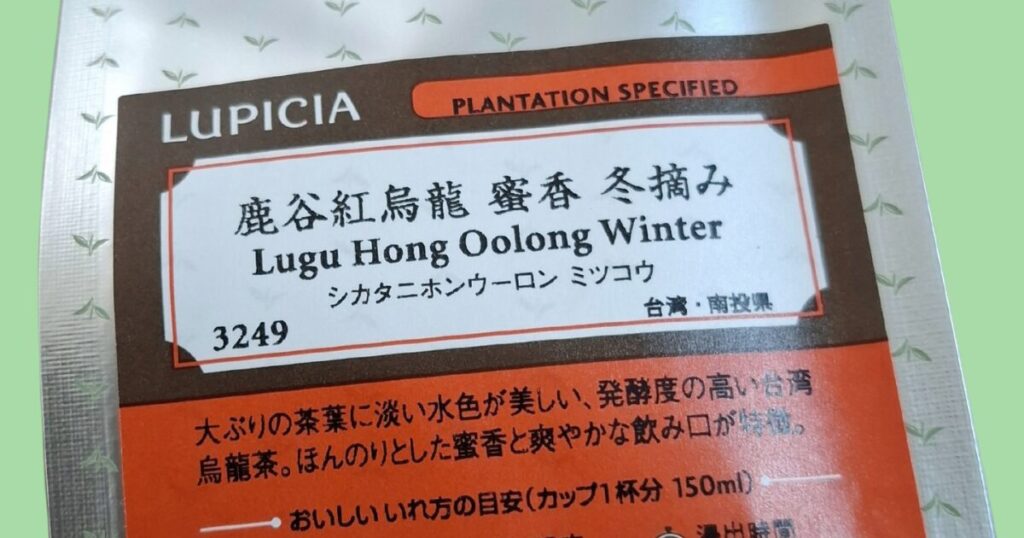 LUPICIA
PLANTATION SPECIFIED
鹿谷紅烏龍 蜜香 冬摘み
Lugu Hong Oolong Winter
シカタニホンウーロン ミツコウ
台湾・南投県
3249
大ぶりの茶葉に淡い水色が美しい、発酵度の高い台湾
烏龍茶。ほんのりとした蜜香と爽やかな飲み口が特徴。
おいしいいれ方の目安(カップ1杯分 150ml)
浸出時間